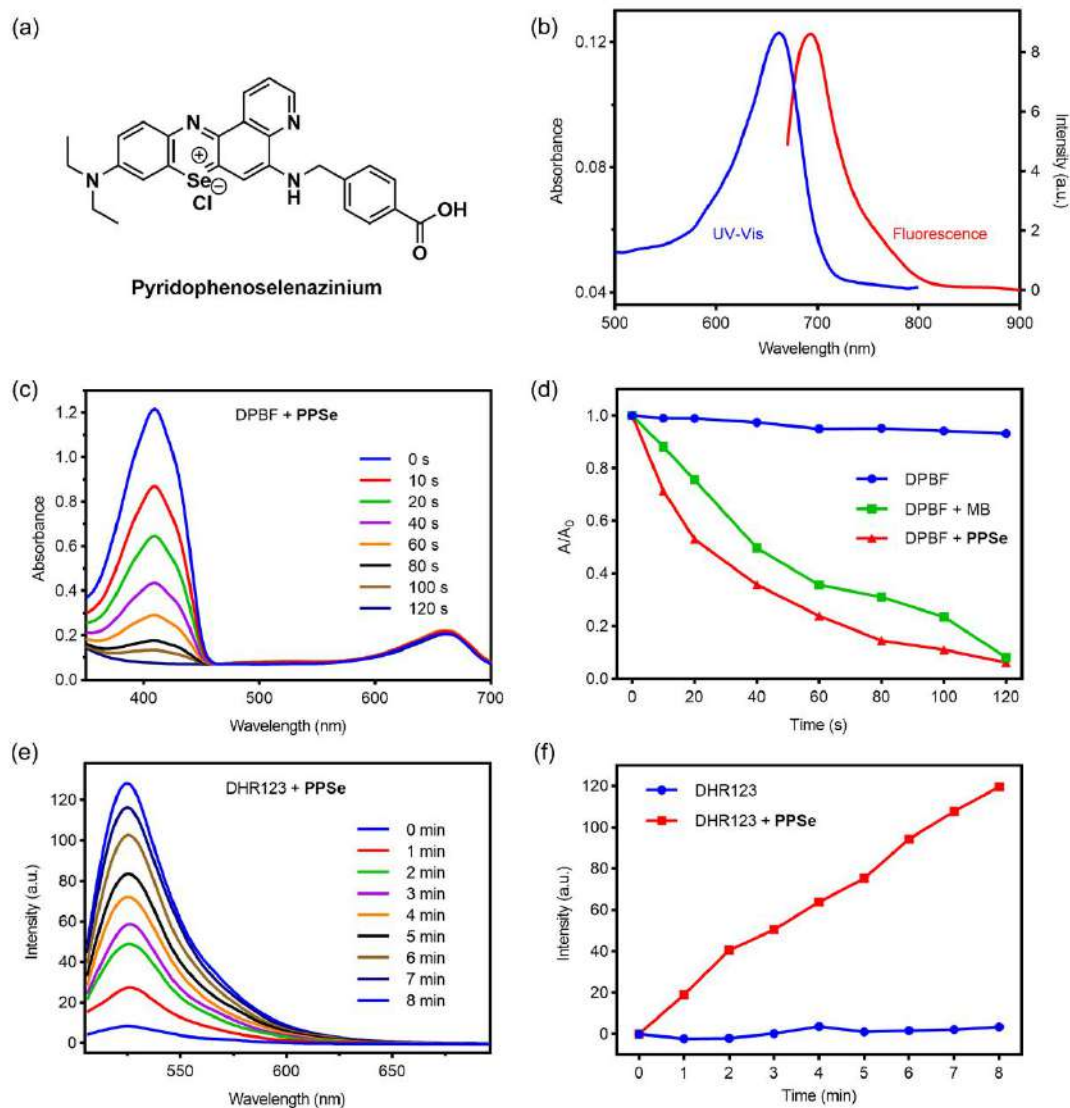 (a)
N
N
N
Se
Cl
N
H
OH
O
Pyridophenoselenazinium
(b)
0.12
0.08
0.04
Absorbance
8
6
4
2
0
Intensity (a.u.)
UV-Vis
Fluorescence
500
600
700
800
900
Wavelength (nm)
(c)
DPBF + PPSe
1.2
1.0
0.8
0.6
0.4
0.2
0.0
Absorbance
0 s
10 s
20 s
40 s
60 s
80 s
100 s
120 s
400
500
600
700
Wavelength (nm)
(d)
1.0
0.8
0.6
0.4
0.2
0.0
A/A0
DPBF
DPBF + MB
DPBF + PPSe
0
20
40
60
80
100
120
Time (s)
(e)
DHR123 + PPSe
120
100
80
60
40
20
0
Intensity (a.u.)
0 min
1 min
2 min
3 min
4 min
5 min
6 min
7 min
8 min
550
600
650
Wavelength (nm)
(f)
DHR123
DHR123 + PPSe
120
100
80
60
40
20
0
Intensity (a.u.)
0
1
2
3
4
5
6
7
8
Time (min)